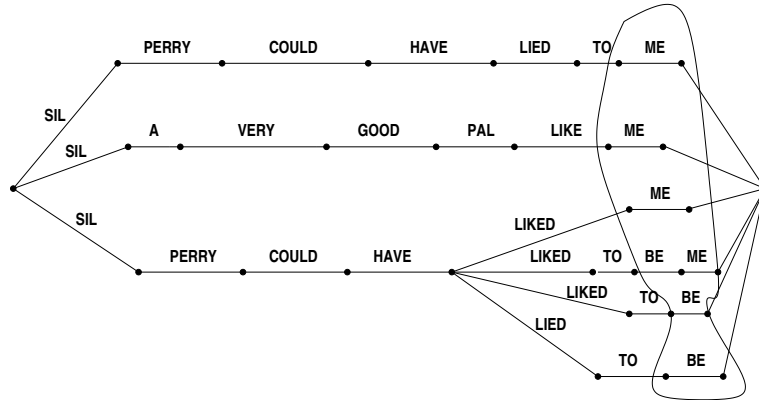 PERRY COULD HAVE LIED TO ME
SIL
A VERY GOOD PAL LIKE ME
SIL
ME
SIL
LIKED
PERRY COULD HAVE LIKED TO BE ME
LIKED TO BE
LIED
TO BE